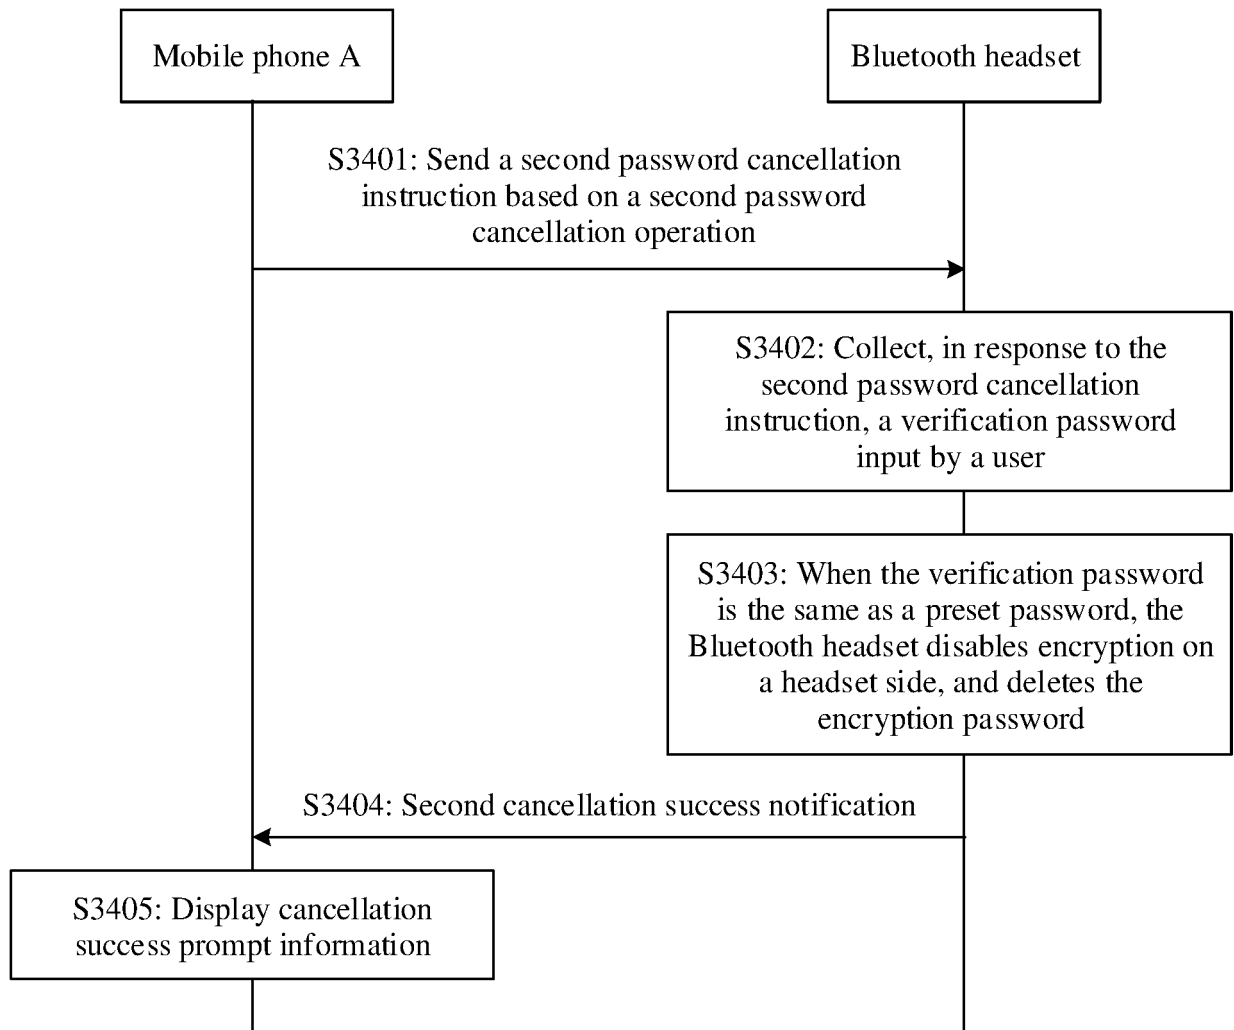 Mobile phone A
Bluetooth headset
S3401: Send a second password cancellation
instruction based on a second password
cancellation operation
S3402: Collect, in response to the
second password cancellation
instruction, a verification password
input by a user
S3403: When the verification password
is the same as a preset password, the
Bluetooth headset disables encryption on
a headset side, and deletes the
encryption password
S3404: Second cancellation success notification
S3405: Display cancellation
success prompt information